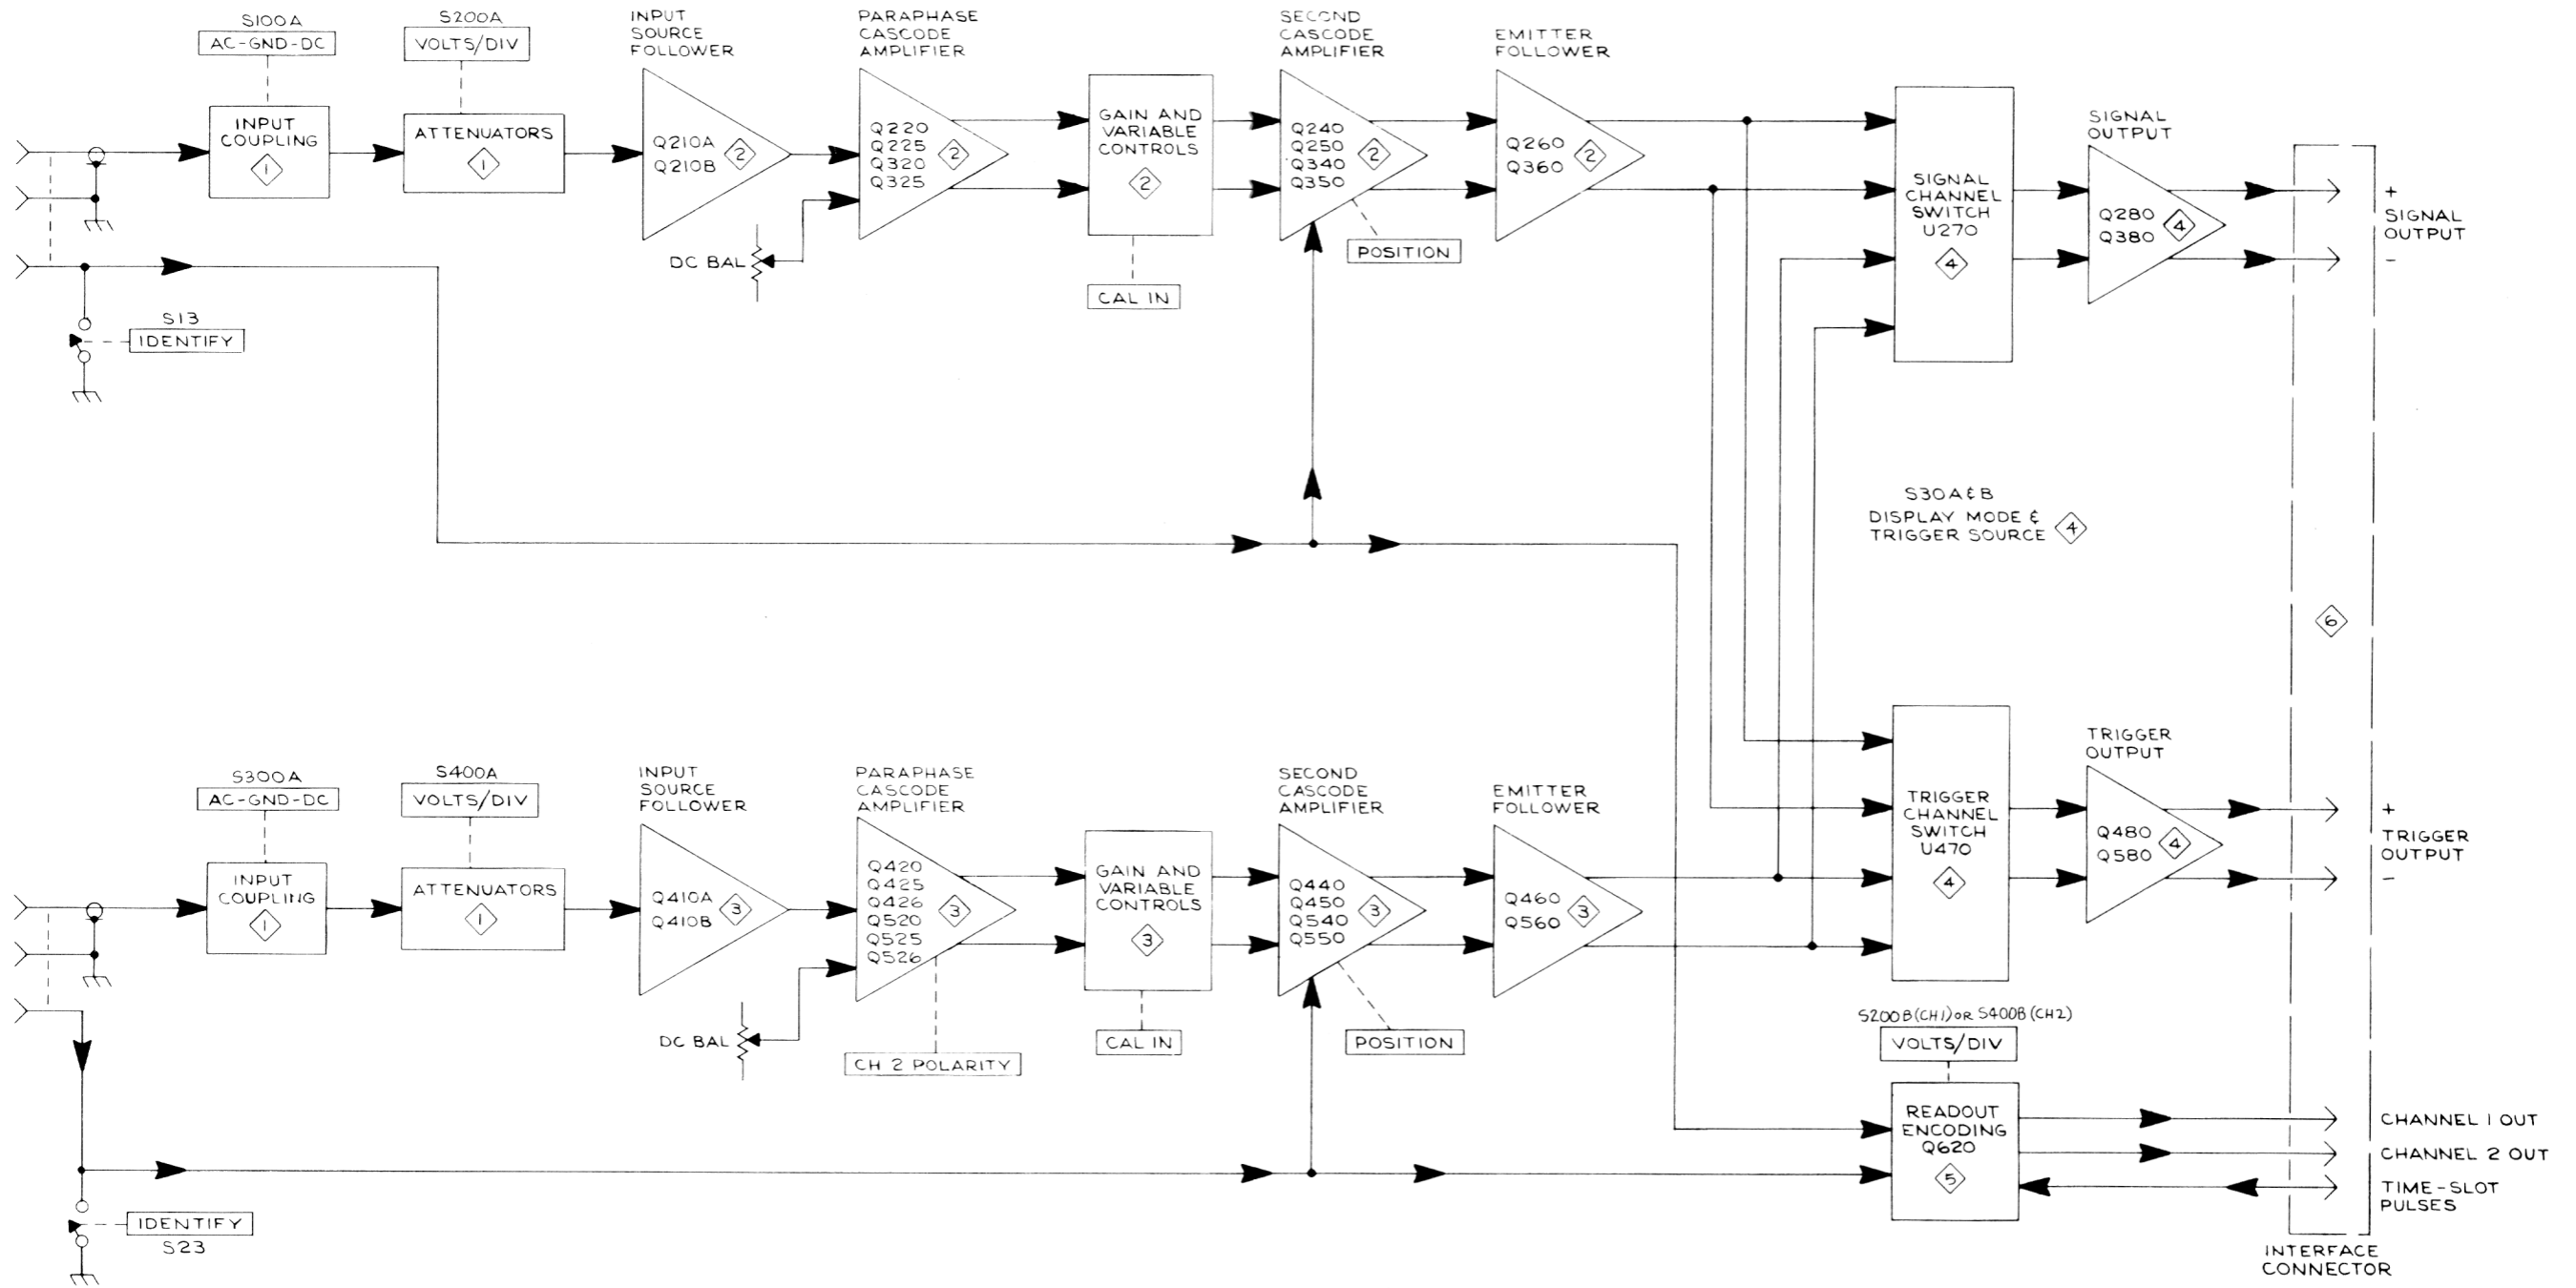 S100A
AC-GND-DC
S200A
VOLTS/DIV
INPUT
SOURCE
FOLLOWER
PARAPHASE
CASCODE
AMPLIFIER
SECOND
CASCODE
AMPLIFIER
EMITTER
FOLLOWER
INPUT
COUPLING
1
ATTENUATORS
1
Q210A
Q210B
2
Q220
Q225
Q320
Q325
2
GAIN AND
VARIABLE
CONTROLS
2
Q240
Q250
Q340
Q350
2
Q260
Q360
2
SIGNAL
CHANNEL
SWITCH
U270
4
SIGNAL
OUTPUT
Q280
Q380
4
+
SIGNAL
OUTPUT
-
DC BAL
CAL IN
POSITION
S13
IDENTIFY
S30A&B
DISPLAY MODE &
TRIGGER SOURCE
4
6
S300A
AC-GND-DC
S400A
VOLTS/DIV
INPUT
SOURCE
FOLLOWER
PARAPHASE
CASCODE
AMPLIFIER
SECOND
CASCODE
AMPLIFIER
EMITTER
FOLLOWER
INPUT
COUPLING
1
ATTENUATORS
1
Q410A
Q410B
3
Q420
Q425
Q426
Q520
Q525
Q526
3
GAIN AND
VARIABLE
CONTROLS
3
Q440
Q450
Q540
Q550
3
Q460
Q560
3
TRIGGER
CHANNEL
SWITCH
U470
4
TRIGGER
OUTPUT
Q480
Q580
4
+
TRIGGER
OUTPUT
-
DC BAL
CH 2 POLARITY
CAL IN
POSITION
S200B(CH1)OR S400B(CH2)
VOLTS/DIV
READOUT
ENCODING
Q620
5
CHANNEL 1 OUT
CHANNEL 2 OUT
TIME-SLOT
PULSES
IDENTIFY
S23
INTERFACE
CONNECTOR